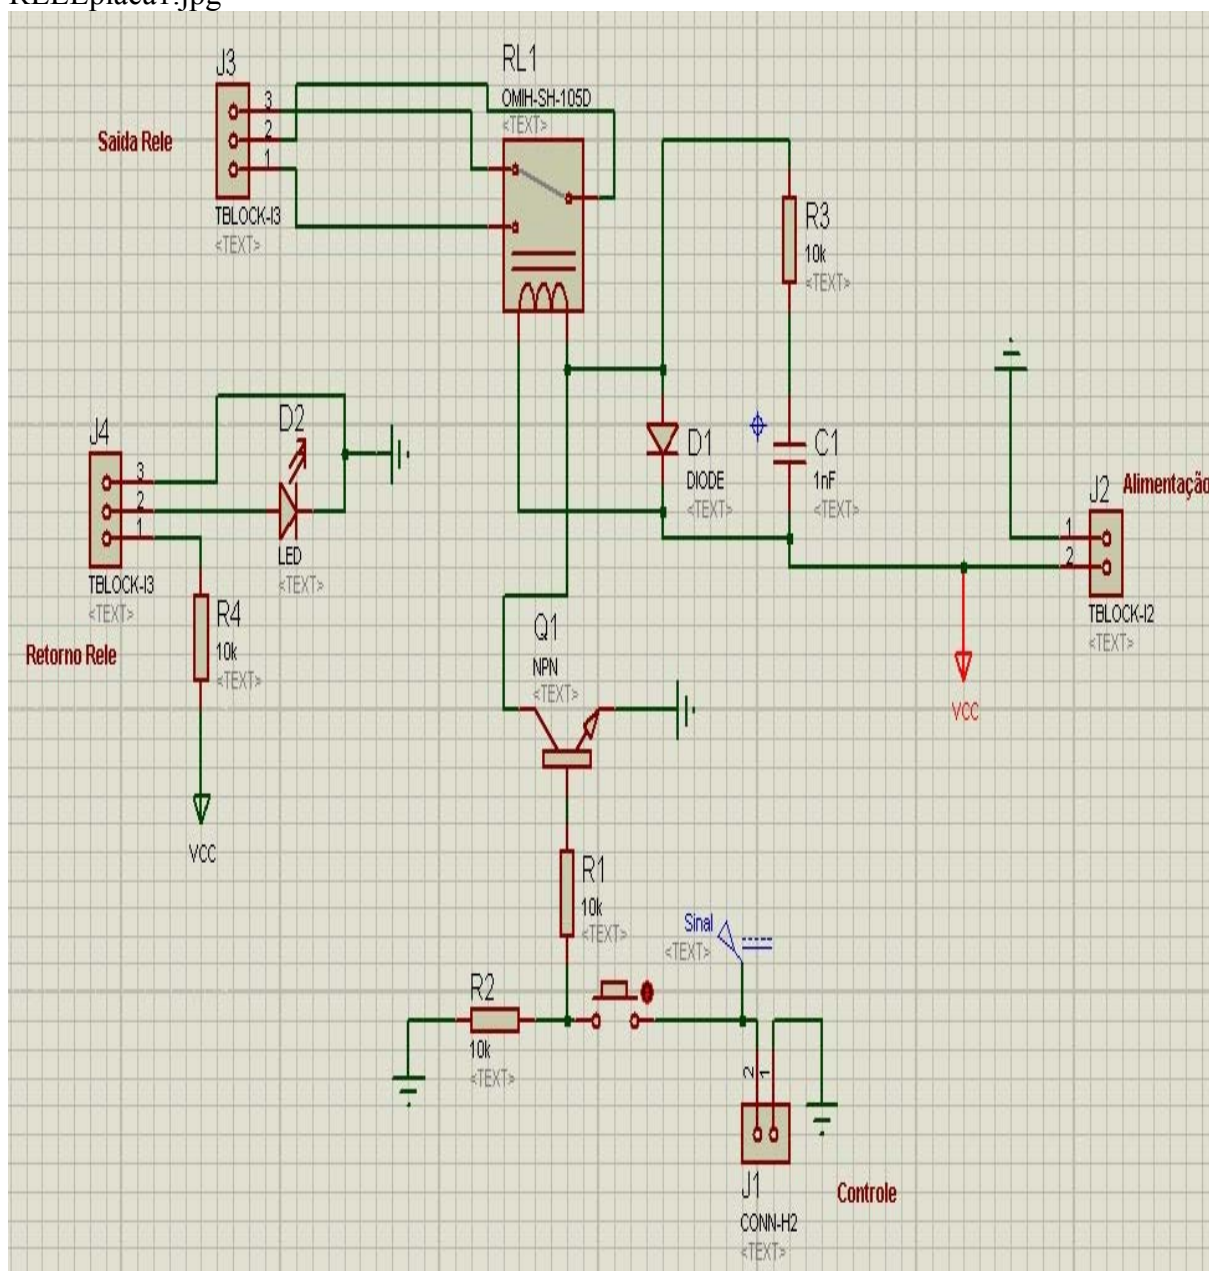 RELEplaca1.jpg
J3
3
2
1
Saida Rele
TBLOCK-I3
<TEXT>
RL1
OMIH-SH-105D
<TEXT>
R3
10k
<TEXT>
D1
DIODE
<TEXT>
C1
1nF
<TEXT>
J2
Alimentação
1
2
TBLOCK-I2
<TEXT>
VCC
J4
3
2
1
TBLOCK-I3
<TEXT>
Retorno Rele
D2
LED
<TEXT>
R4
10k
<TEXT>
VCC
Q1
NPN
<TEXT>
R1
10k
<TEXT>
Sinal
<TEXT>
R2
10k
<TEXT>
2
1
J1
Controle
CONN-H2
<TEXT>